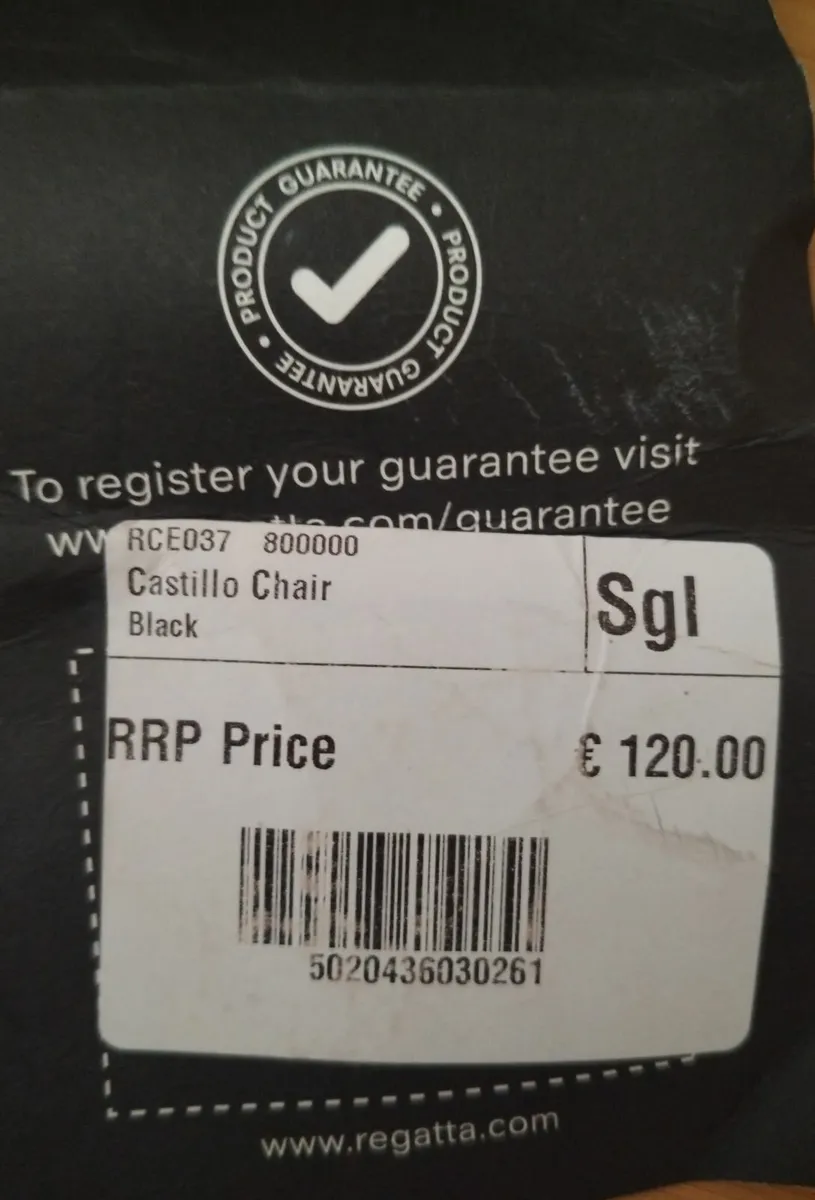 PRODUCT GUARANTEE • PRODUCT GUARANTEE •
To register your guarantee visit
com/guarantee
RCE037 800000
Castillo Chair
Black
Sgl
RRP Price € 120.00
5020436030261
www.regatta.com